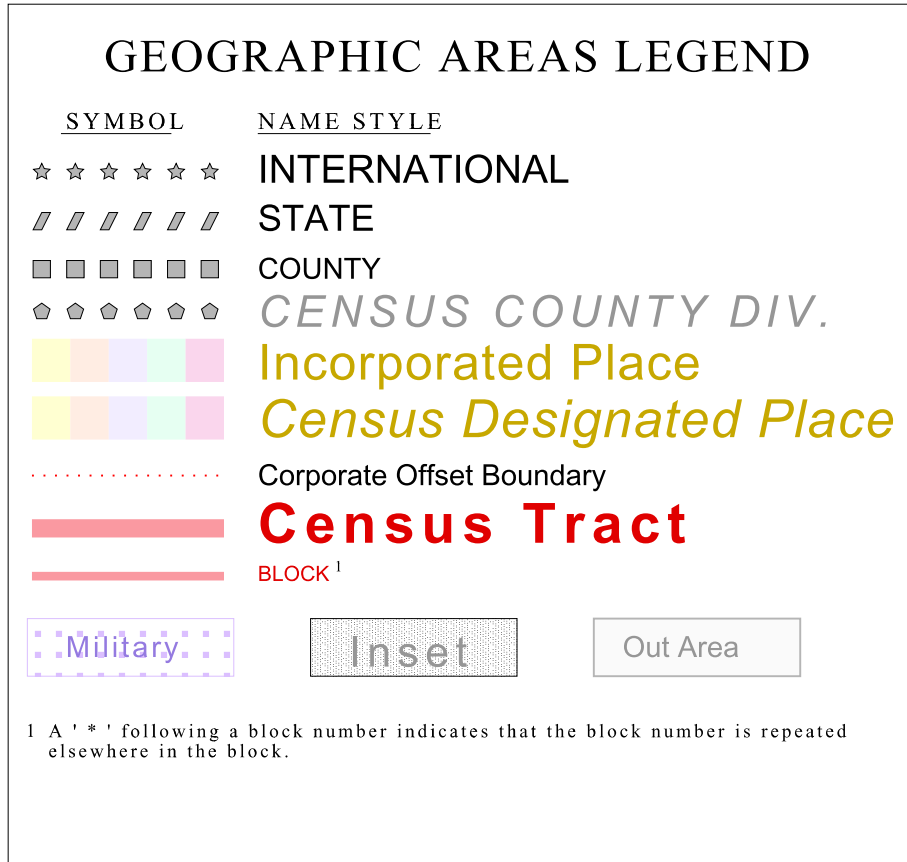 GEOGRAPHIC AREAS LEGEND
SYMBOL NAME STYLE
INTERNATIONAL
STATE
COUNTY
CENSUS COUNTY DIV.
Incorporated Place
Census Designated Place
Corporate Offset Boundary
Census Tract
BLOCK 1
Military Inset Out Area
1 A ' * ' following a block number indicates that the block number is repeated
elsewhere in the block.